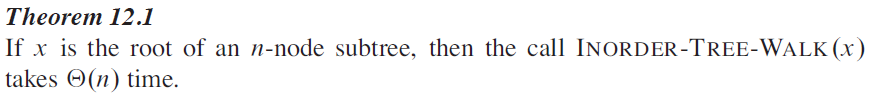 Theorem 12.1
If x is the root of an n-node subtree, then the call INORDER-TREE-WALK(x)
takes Θ(n) time.